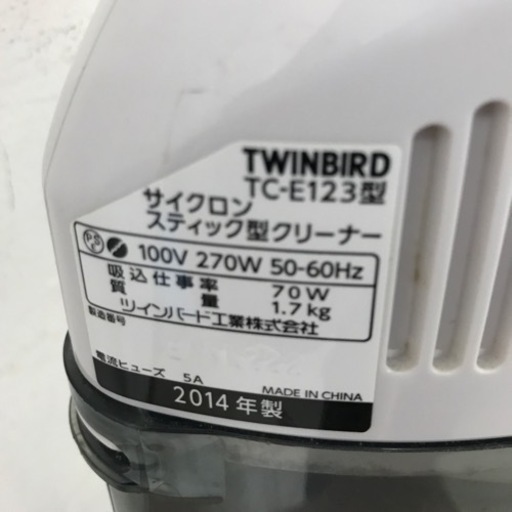 TWINBIRD
TC-E123型
サイクロン
スティック型クリーナー
PS E 100V 270W 50-60Hz
吸込仕事率 70W
質量 1.7kg
ツインバード工業株式会社
製造番号
電流ヒューズ 5A
MADE IN CHINA
2014年製